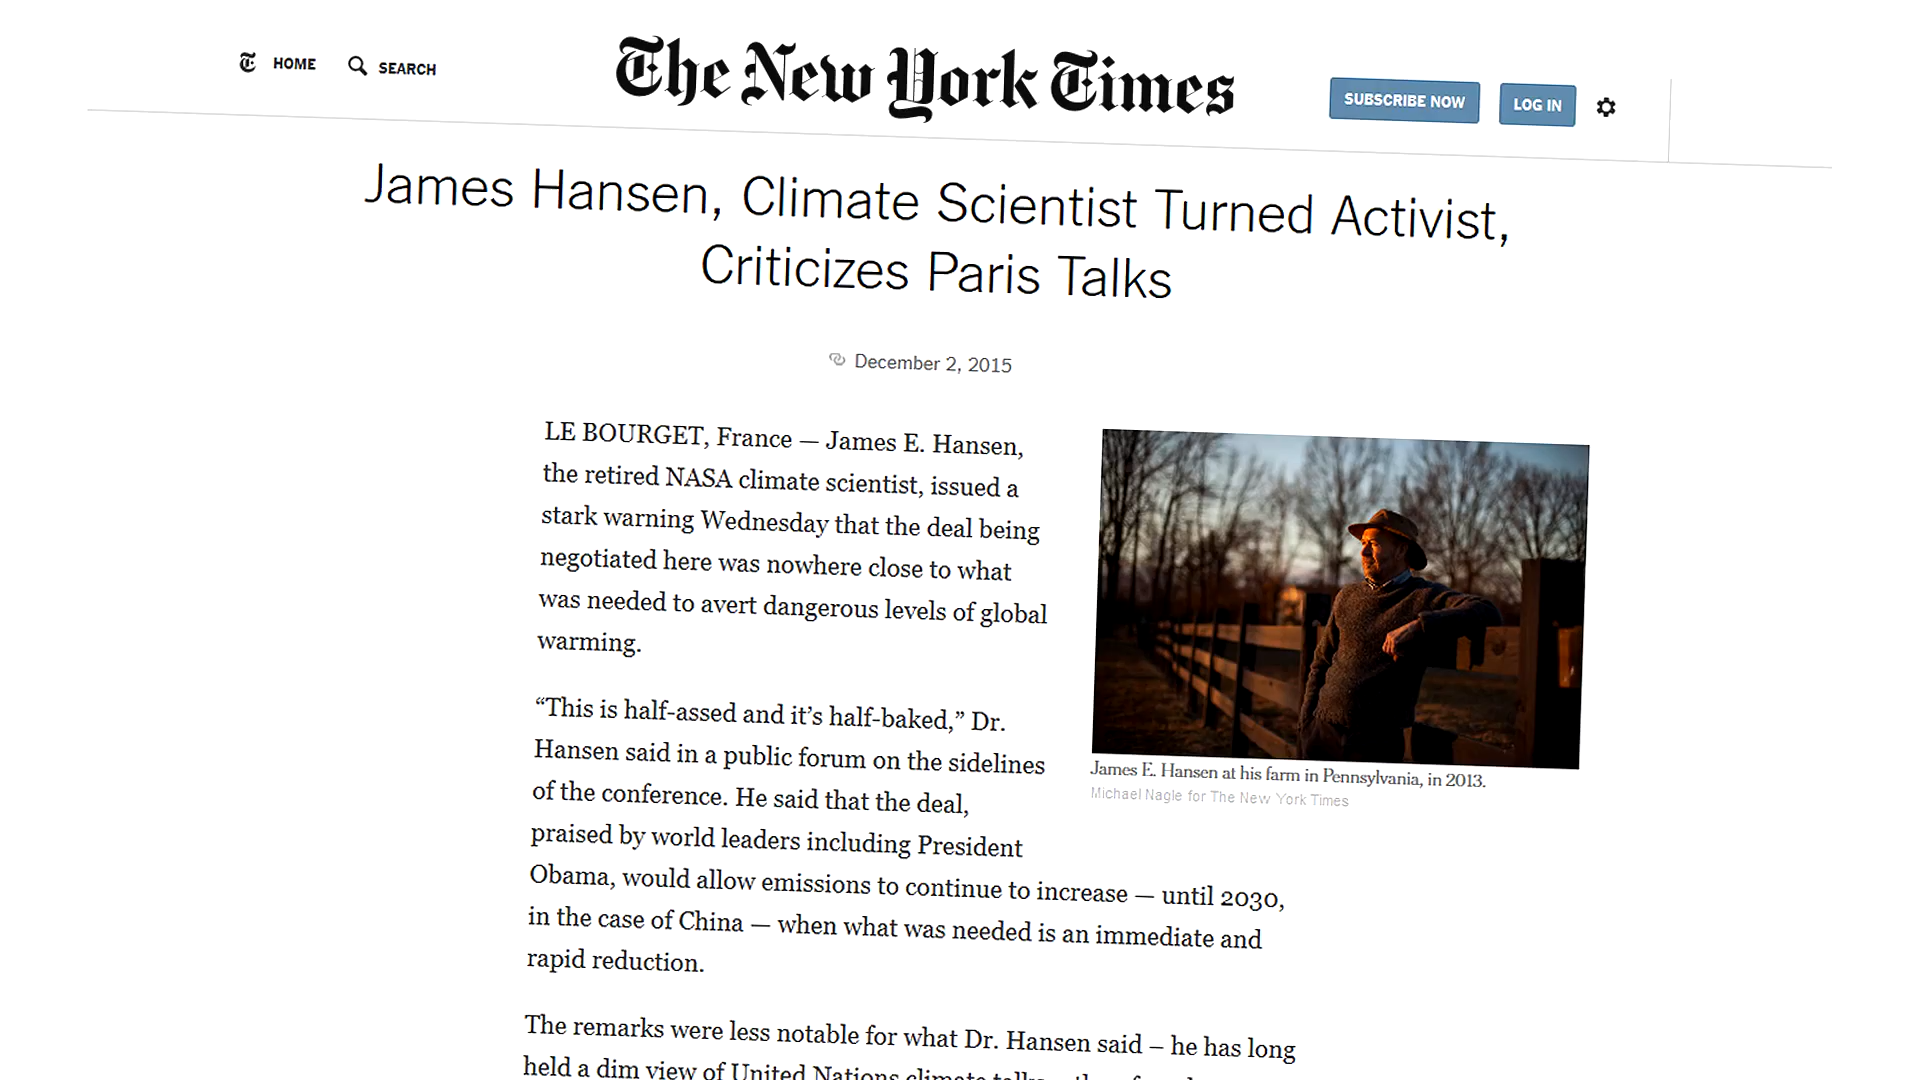 HOME
SEARCH
The New York Times
SUBSCRIBE NOW
LOG IN
James Hansen, Climate Scientist Turned Activist,
Criticizes Paris Talks
December 2, 2015
LE BOURGET, France — James E. Hansen,
the retired NASA climate scientist, issued a
stark warning Wednesday that the deal being
negotiated here was nowhere close to what
was needed to avert dangerous levels of global
warming.
“This is half-assed and it’s half-baked,” Dr.
Hansen said in a public forum on the sidelines
of the conference. He said that the deal,
praised by world leaders including President
Obama, would allow emissions to continue to increase — until 2030,
in the case of China — when what was needed is an immediate and
rapid reduction.
The remarks were less notable for what Dr. Hansen said – he has long
held a dim view of United Nations climate talks
James E. Hansen at his farm in Pennsylvania, in 2013.
Michael Nagle for The New York Times